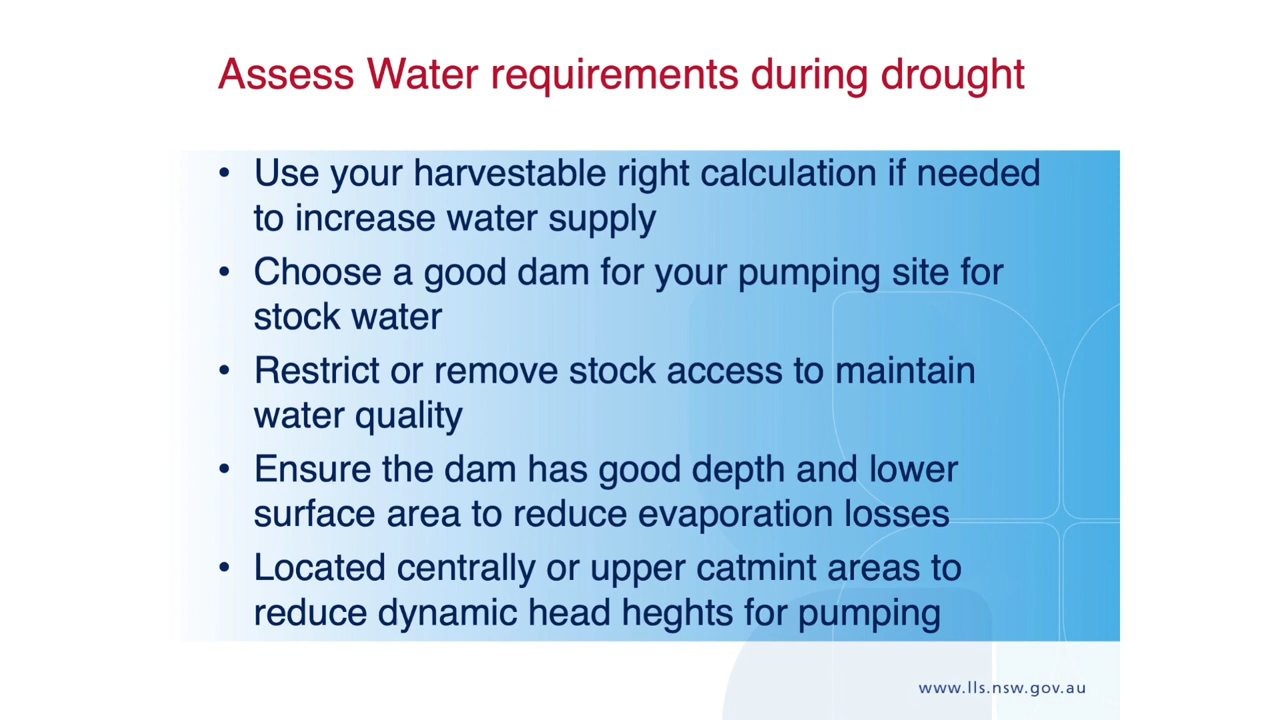 Assess Water requirements during drought
• Use your harvestable right calculation if needed
to increase water supply
• Choose a good dam for your pumping site for
stock water
• Restrict or remove stock access to maintain
water quality
• Ensure the dam has good depth and lower
surface area to reduce evaporation losses
• Located centrally or upper catmint areas to
reduce dynamic head heghts for pumping
www.lls.nsw.gov.au